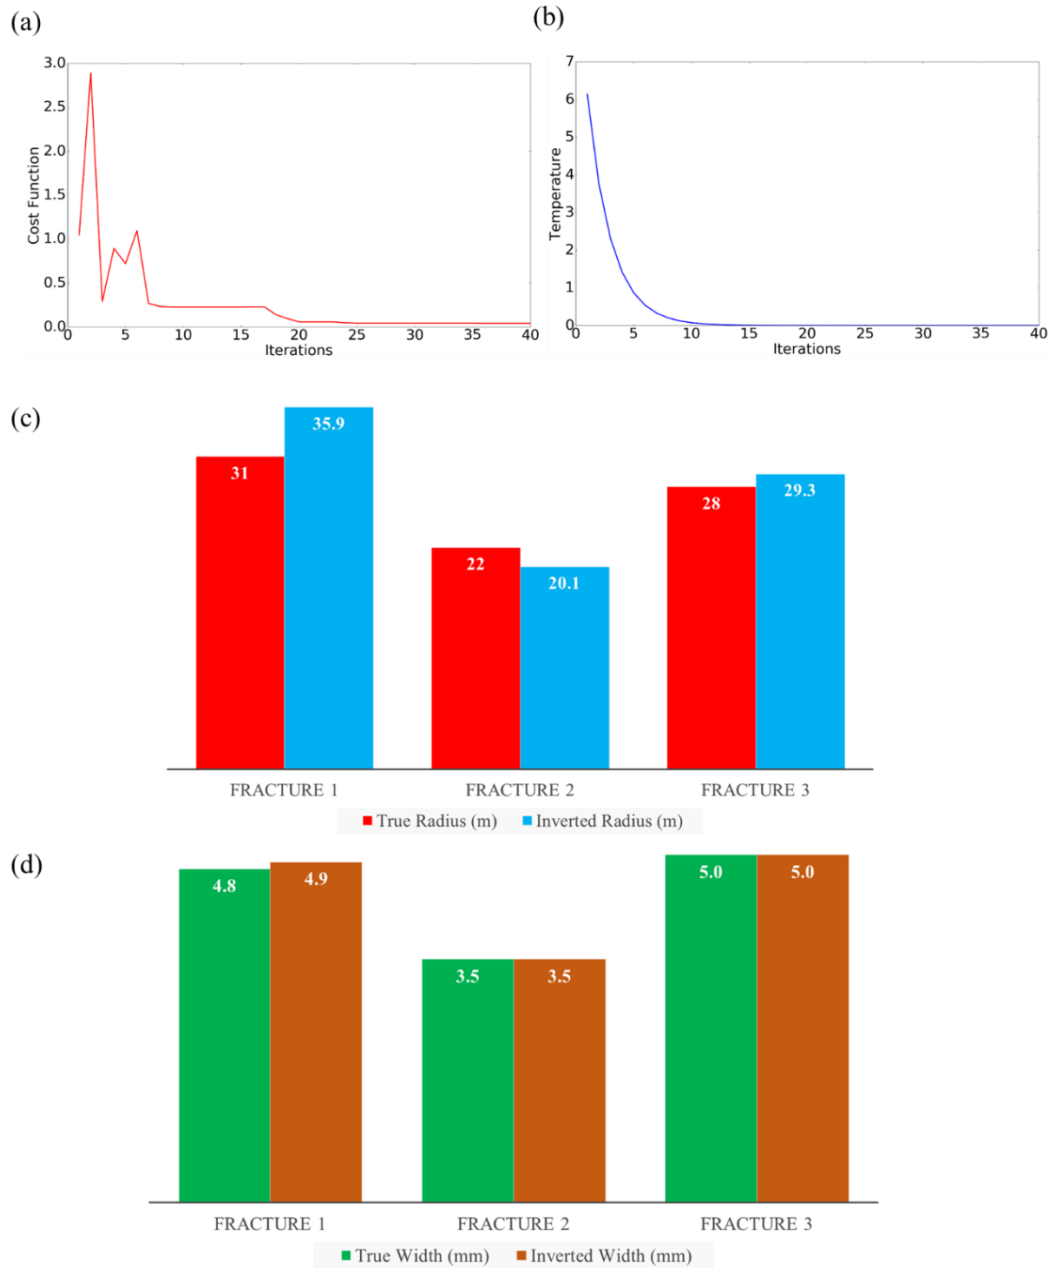 (a)
(b)
3.0
2.5
2.0
1.5
1.0
0.5
0.0
Cost Function
0 5 10 15 20 25 30 35 40
Iterations
7
6
5
4
3
2
1
0
Temperature
0 5 10 15 20 25 30 35 40
Iterations
(c)
31 35.9 22 20.1 28 29.3
FRACTURE 1 FRACTURE 2 FRACTURE 3
True Radius (m) Inverted Radius (m)
(d)
4.8 4.9 3.5 3.5 5.0 5.0
FRACTURE 1 FRACTURE 2 FRACTURE 3
True Width (mm) Inverted Width (mm)